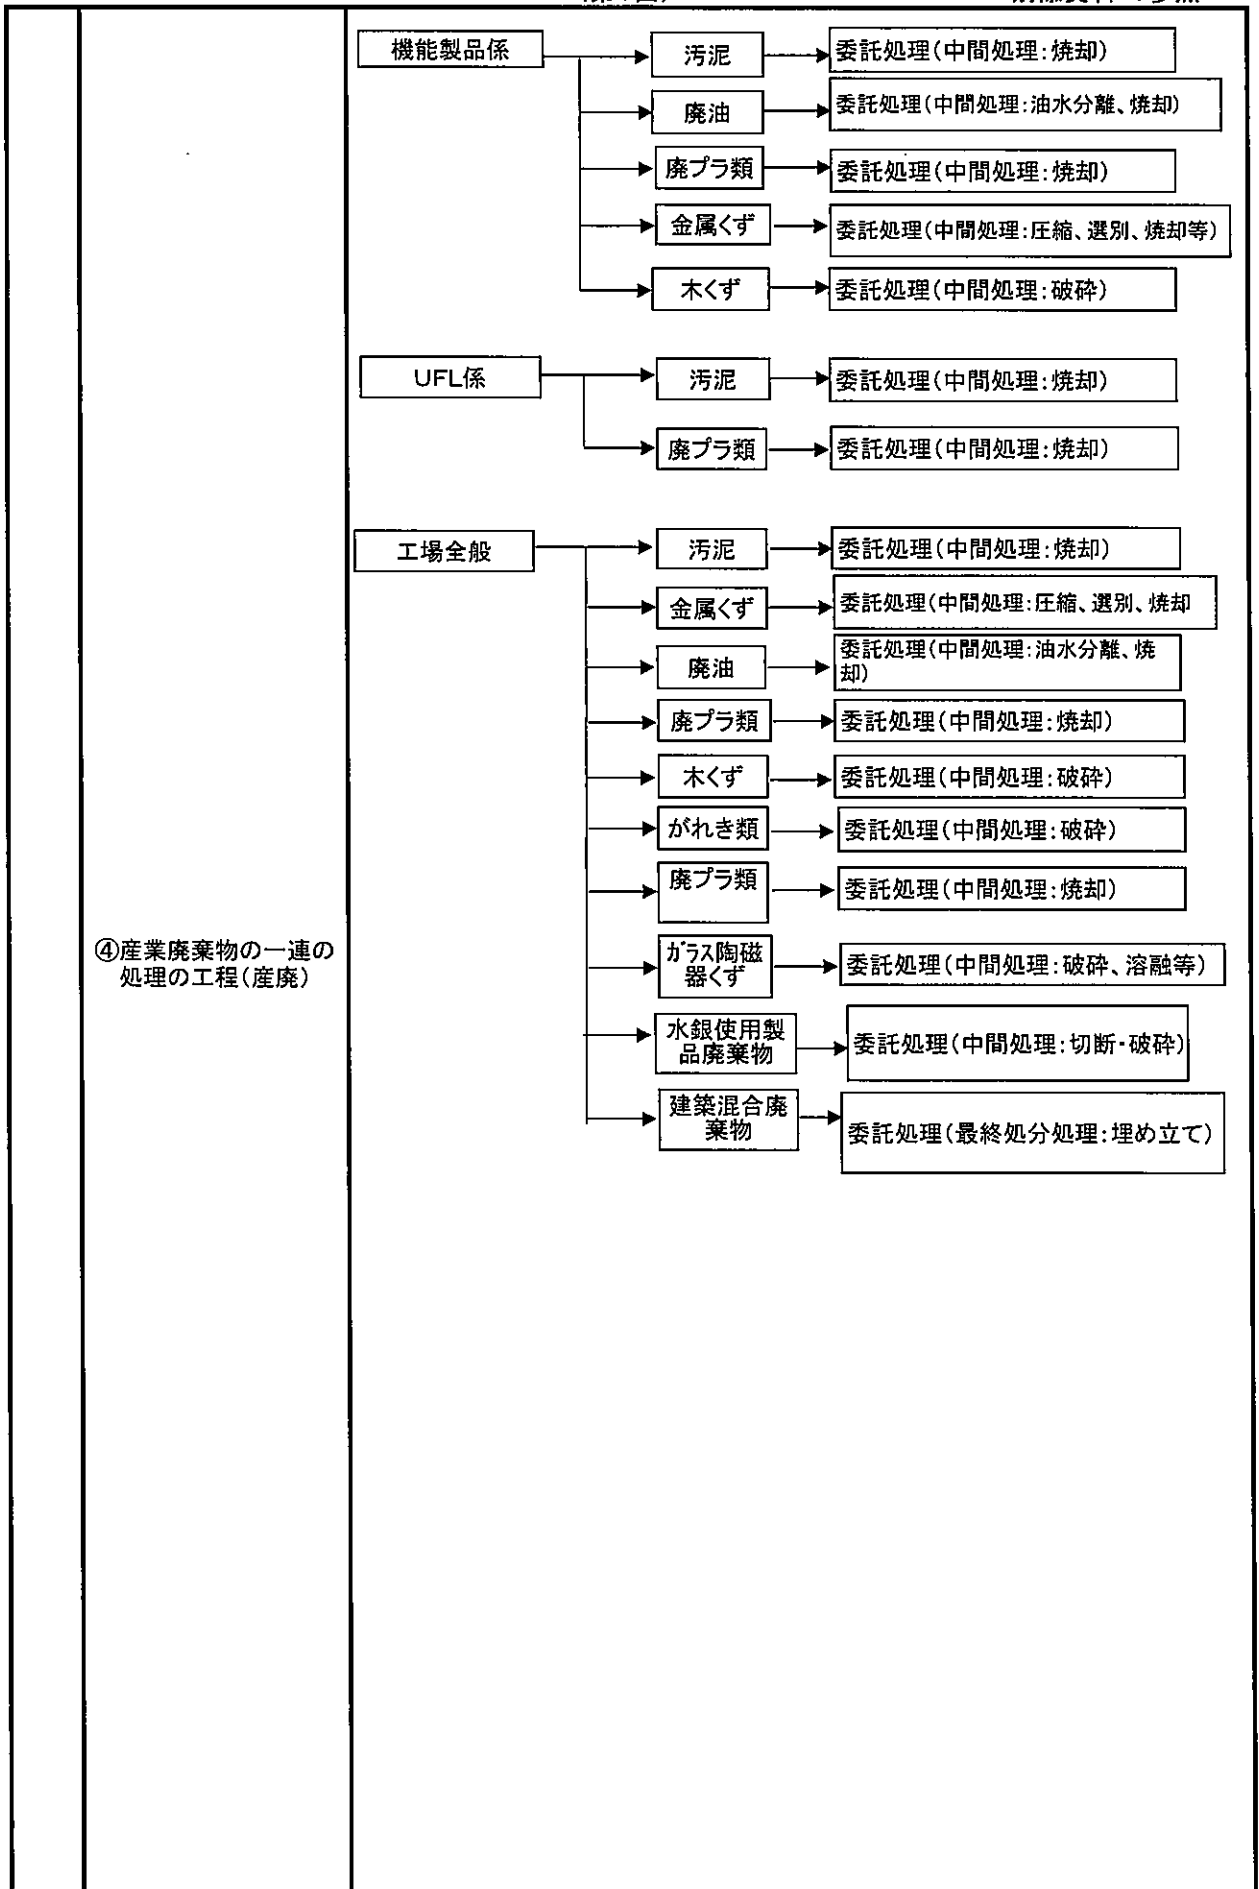 機能製品係
汚泥
委託処理(中間処理:焼却)
廃油
委託処理(中間処理:油水分離、焼却)
廃プラ類
委託処理(中間処理:焼却)
金属くず
委託処理(中間処理:圧縮、選別、焼却等)
木くず
委託処理(中間処理:破砕)
UFL係
汚泥
委託処理(中間処理:焼却)
廃プラ類
委託処理(中間処理:焼却)
工場全般
汚泥
委託処理(中間処理:焼却)
金属くず
委託処理(中間処理:圧縮、選別、焼却
廃油
委託処理(中間処理:油水分離、焼
却)
廃プラ類
委託処理(中間処理:焼却)
木くず
委託処理(中間処理:破砕)
がれき類
委託処理(中間処理:破砕)
廃プラ類
委託処理(中間処理:焼却)
④産業廃棄物の一連の
処理の工程(産廃)
ガラス陶磁
器くず
委託処理(中間処理:破砕、溶融等)
水銀使用製
品廃棄物
委託処理(中間処理:切断・破砕)
建築混合廃
棄物
委託処理(最終処分処理:埋め立て)